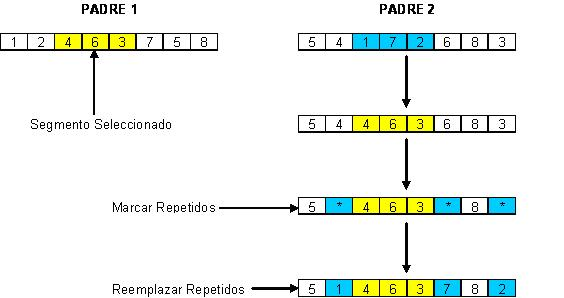 PADRE 1 PADRE 2
1 2 4 6 3 7 5 8 5 4 1 7 2 6 8 3
Segmento Seleccionado
5 4 4 6 3 6 8 3
Marcar Repetidos 5 * 4 6 3 * 8 *
Reemplazar Repetidos 5 1 4 6 3 7 8 2